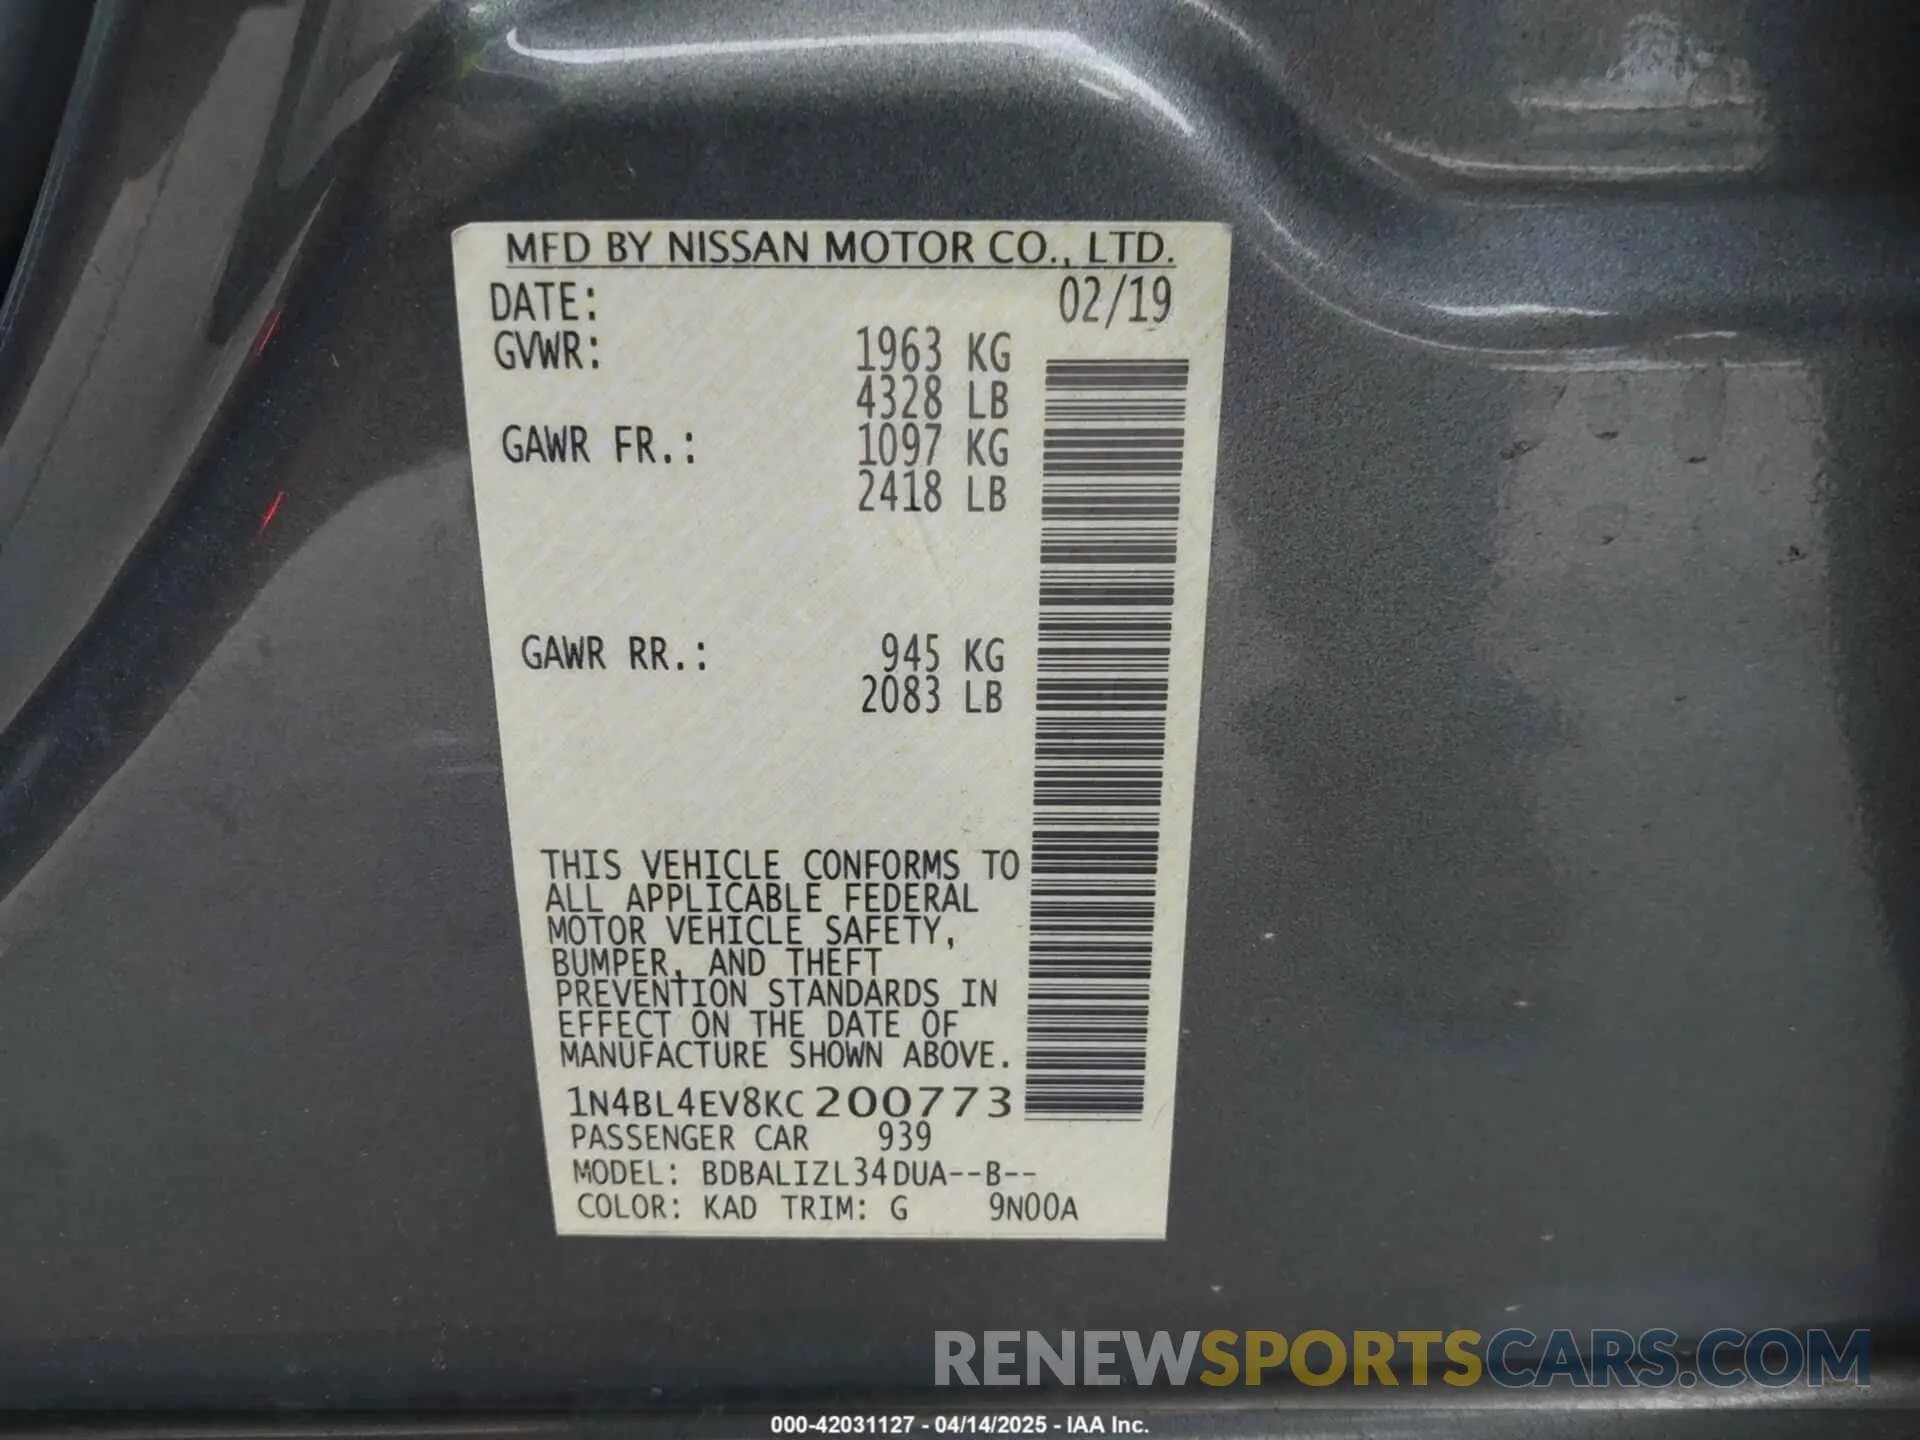 MFD BY NISSAN MOTOR CO., LTD.
DATE: 02/19
GVWR: 1963 KG
4328 LB
GAWR FR.: 1097 KG
2418 LB
GAWR RR.: 945 KG
2083 LB
THIS VEHICLE CONFORMS TO
ALL APPLICABLE FEDERAL
MOTOR VEHICLE SAFETY,
BUMPER, AND THEFT
PREVENTION STANDARDS IN
EFFECT ON THE DATE OF
MANUFACTURE SHOWN ABOVE.
1N4BL4EV8KC200773
PASSENGER CAR 939
MODEL: BDBALIZL34DUA--B--
COLOR: KAD TRIM: G 9N00A
RENEWSPORTSCARS.COM
000-42031127 - 04/14/2025 - IAA Inc.